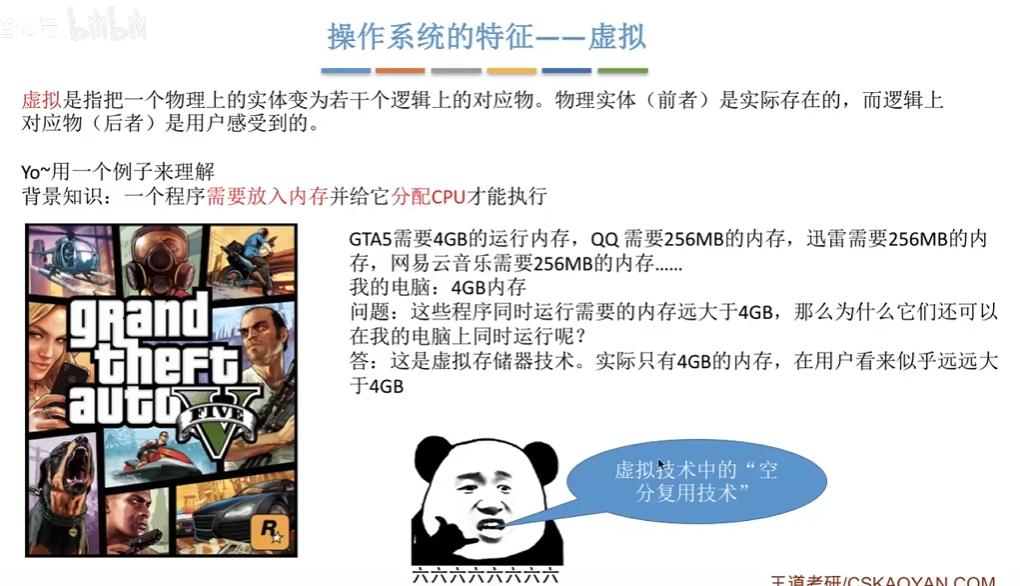 bilibili
操作系统的特征——虚拟
虚拟是指把一个物理上的实体变为若干个逻辑上的对应物。物理实体（前者）是实际存在的，而逻辑上
对应物（后者）是用户感受到的。
Yo~用一个例子来理解
背景知识：一个程序需要放入内存并给它分配CPU才能执行
GTA5需要4GB的运行内存，QQ 需要256MB的内存，迅雷需要256MB的内
存，网易云音乐需要256MB的内存……
我的电脑：4GB内存
问题：这些程序同时运行需要的内存远大于4GB，那么为什么它们还可以
在我的电脑上同时运行呢？
答：这是虚拟存储器技术。实际只有4GB的内存，在用户看来似乎远远大
于4GB
grand
theft
auto
FIVE
V
R
虚拟技术中的“空
分复用技术”
六六六六六六六六
王道考研/CSKAOYAN.COM